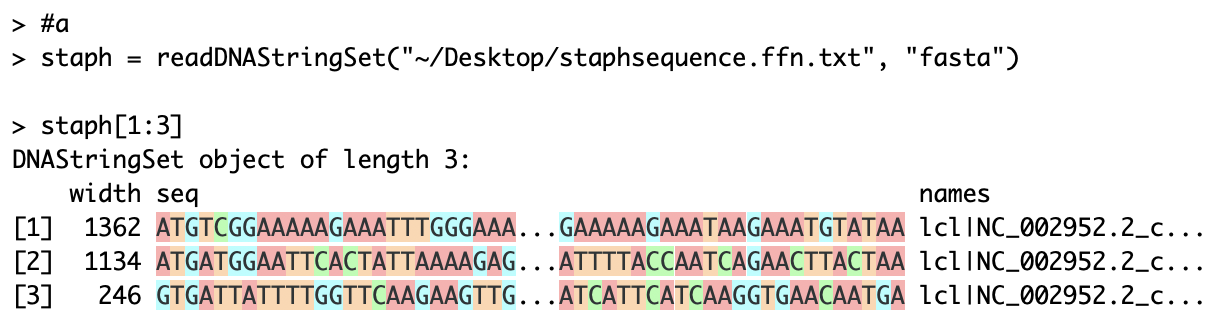 > #a
> staph = readDNAStringSet("~/Desktop/staphsequence.ffn.txt", "fasta")
> staph[1:3]
DNAStringSet object of length 3:
width seq names
[1] 1362 ATGTCGGAAAAAGAAATTTGGGAAA...GAAAAAGAAATAAGAAATGTATAA lcl|NC_002952.2_c...
[2] 1134 ATGATGGAATTCACTATTAAAAGAG...ATTTTACCAATCAGAACTTACTAA lcl|NC_002952.2_c...
[3] 246 GTGATTATTTTGGTTCAAGAAGTTG...ATCATTCATCAAGGTGAACAATGA lcl|NC_002952.2_c...